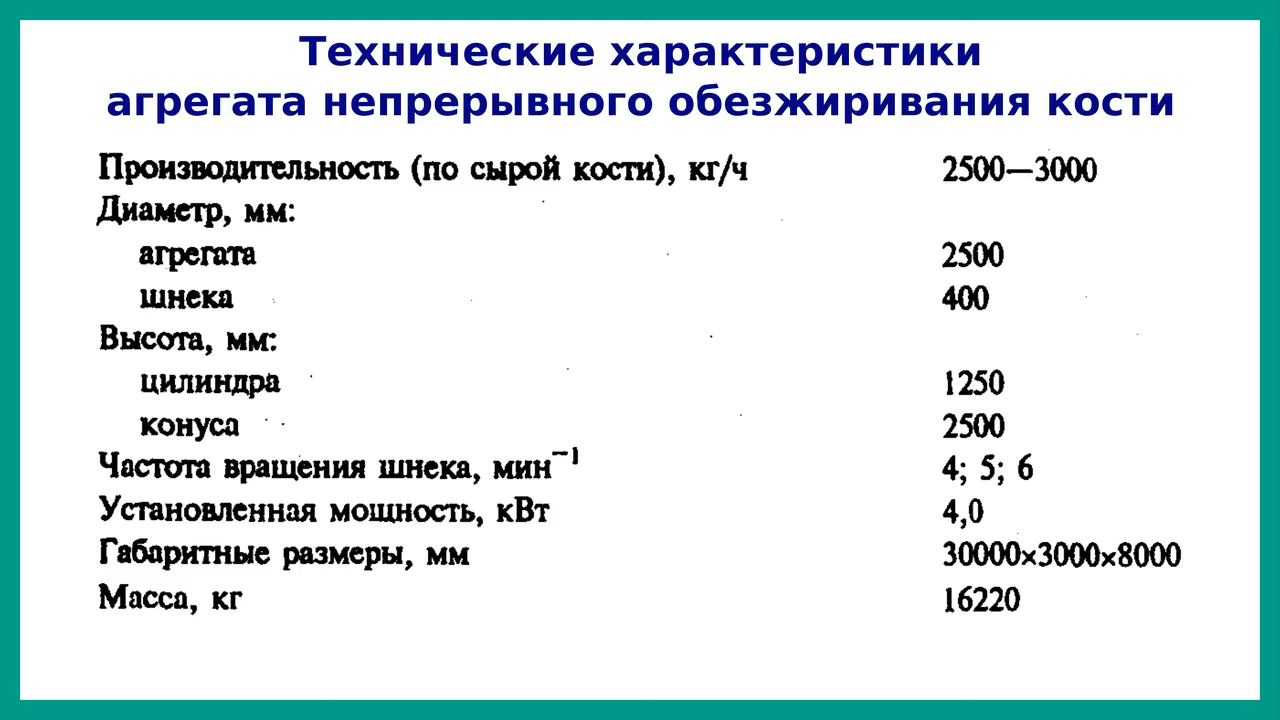 Технические характеристики
агрегата непрерывного обезжиривания кости
Производительность (по сырой кости), кг/ч 2500—3000
Диаметр, мм:
агрегата 2500
шнека 400
Высота, мм:
цилиндра 1250
конуса 2500
Частота вращения шнека, мин⁻¹ 4; 5; 6
Установленная мощность, кВт 4,0
Габаритные размеры, мм 30000×3000×8000
Масса, кг 16220